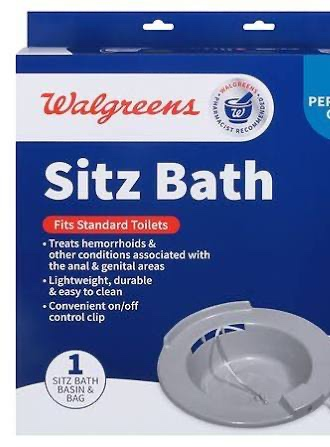 Walgreens
WALGREENS
PHARMACIST RECOMMENDED
W
PER
Sitz Bath
Fits Standard Toilets
• Treats hemorrhoids &
other conditions associated with
the anal & genital areas
• Lightweight, durable
& easy to clean
• Convenient on/off
control clip
1
SITZ BATH
BASIN &
BAG